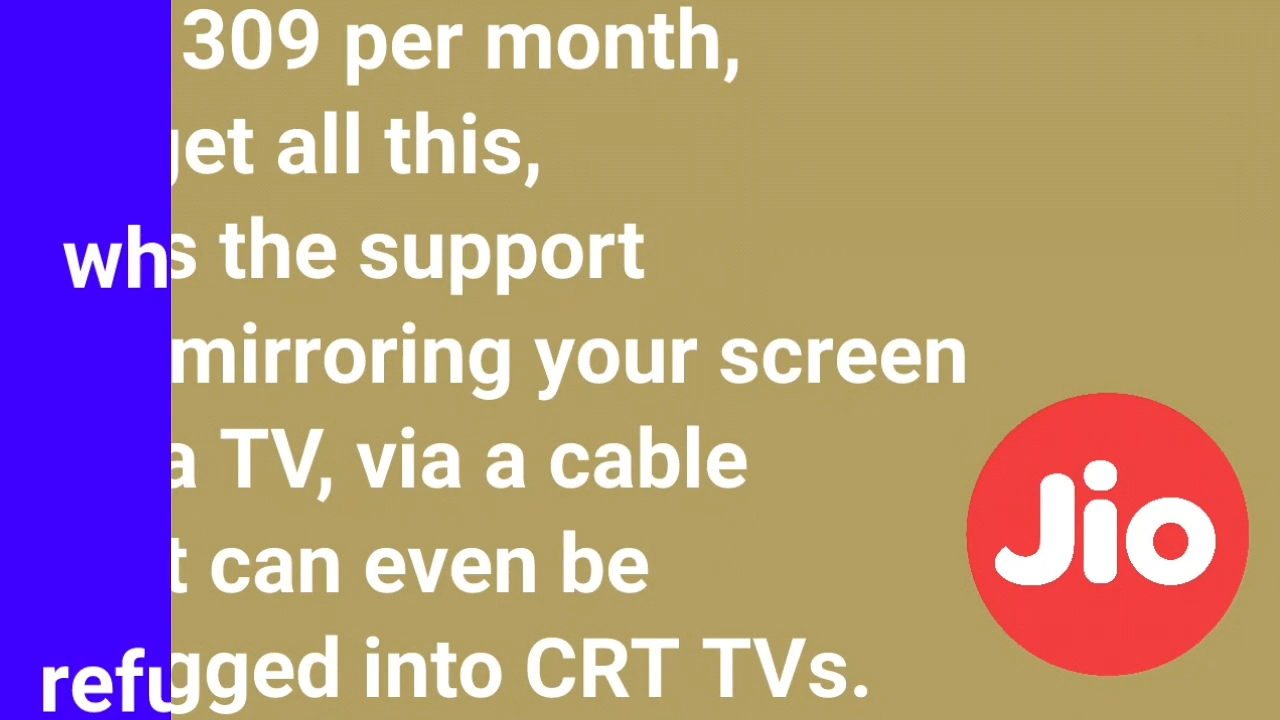 309 per month,
get all this,
wh
s the support
mirroring your screen
a TV, via a cable
t can even be
refu
gged into CRT TVs.
Jio